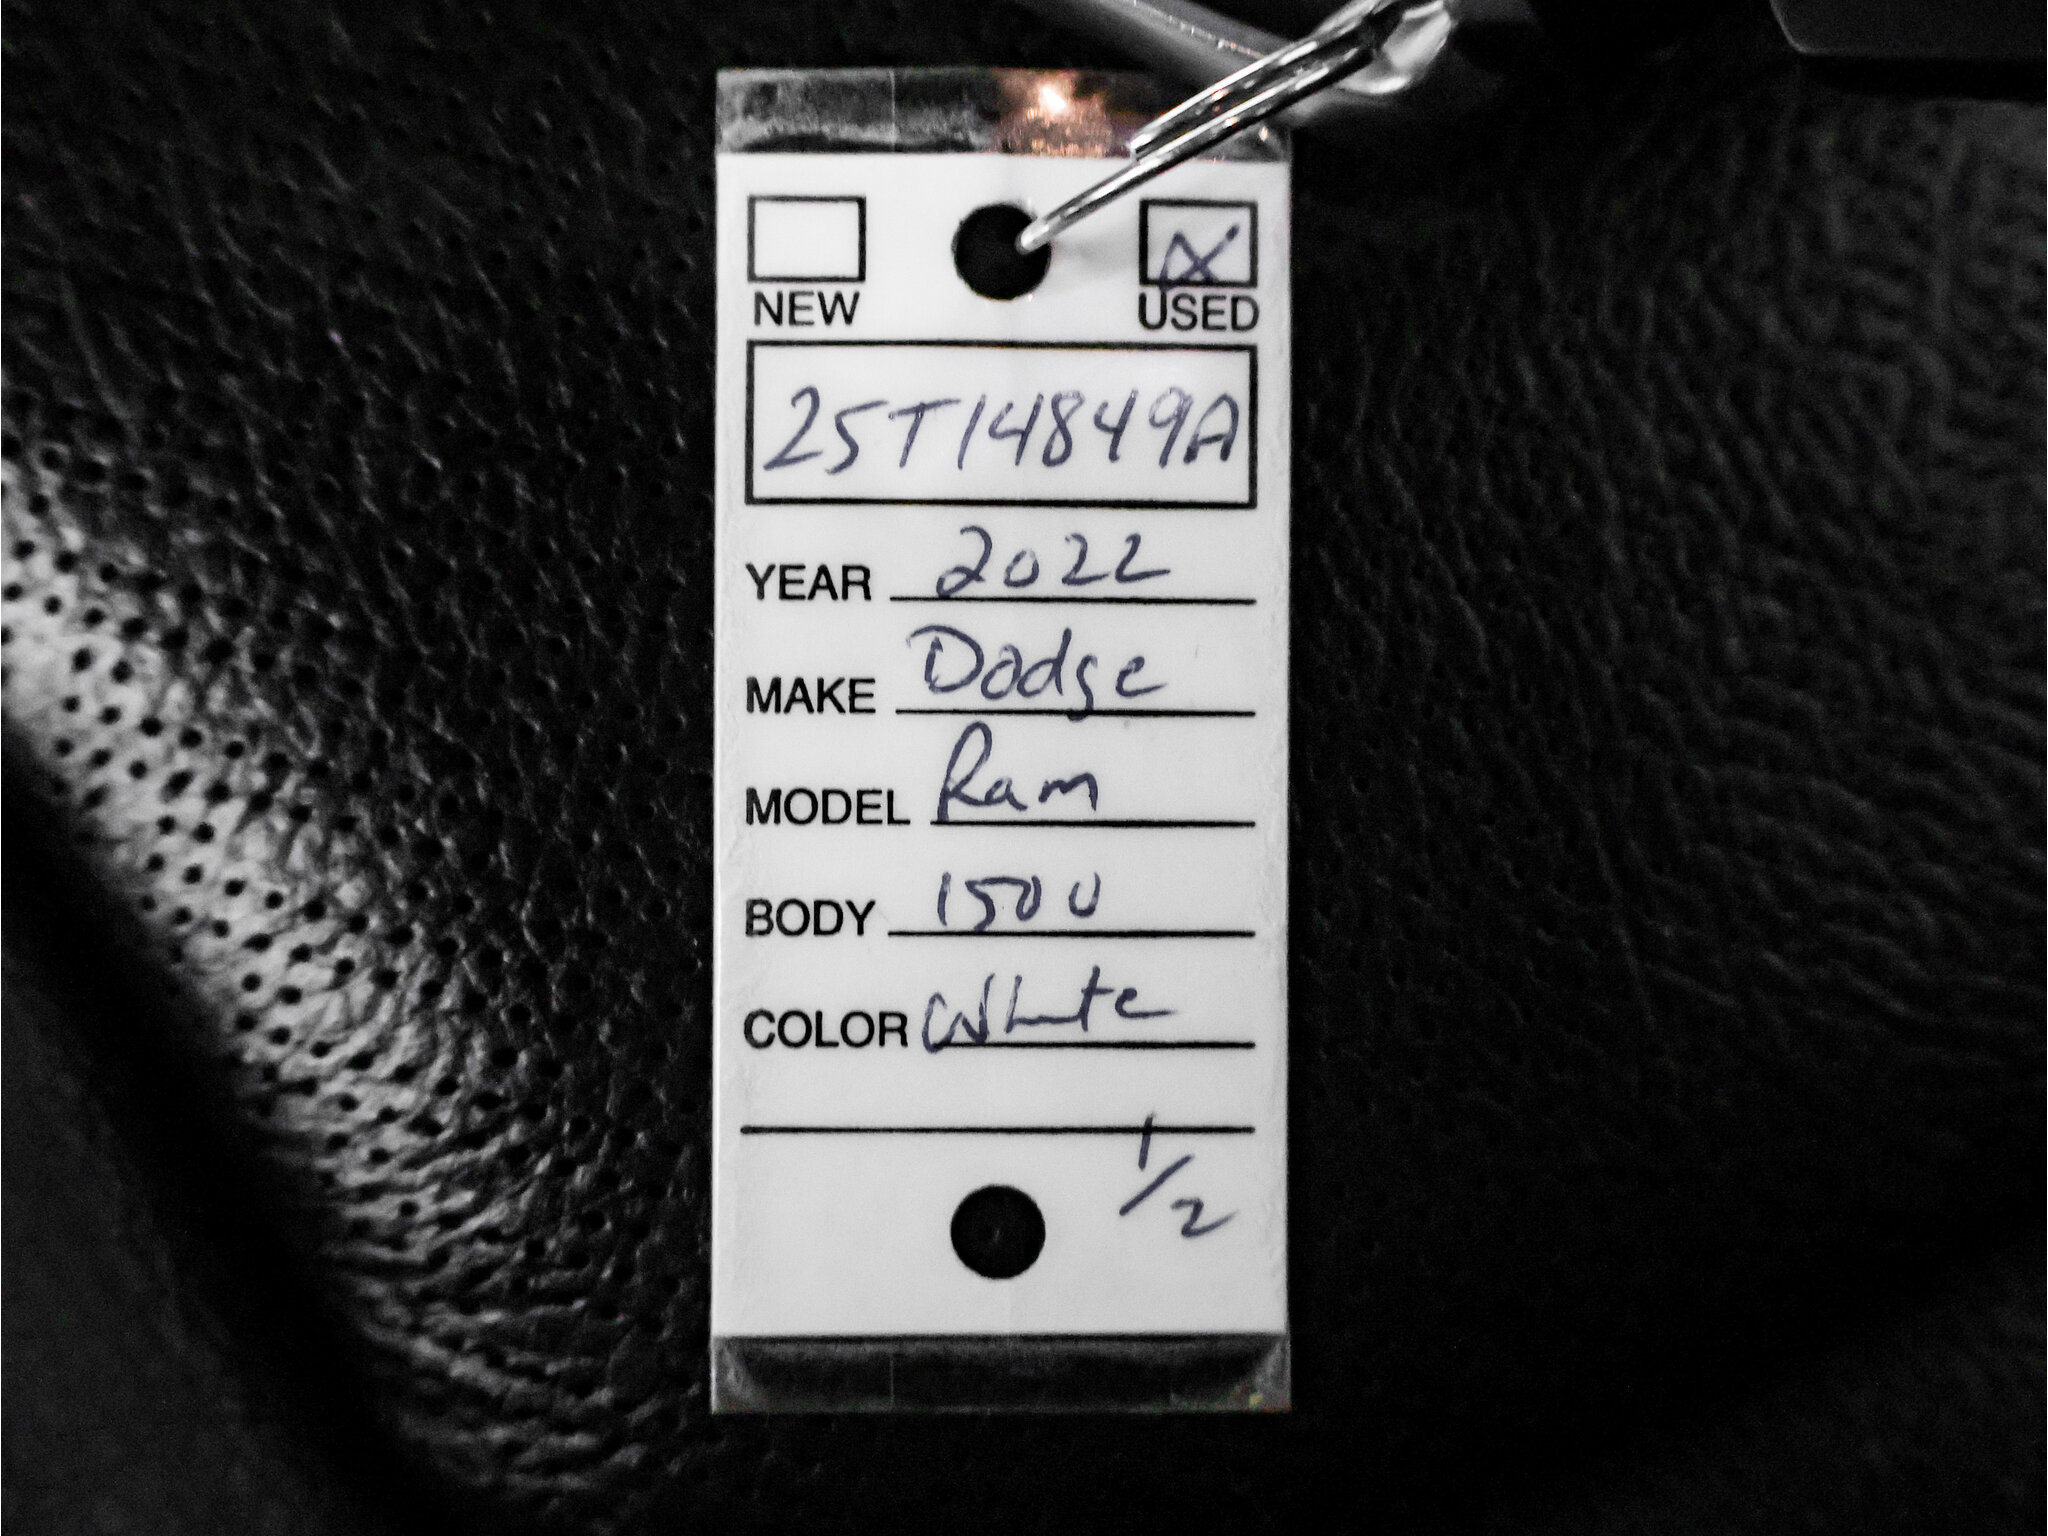 NEW USED
25T14849A
YEAR 2022
MAKE Dodge
MODEL Ram
BODY 1500
COLOR White
1/2